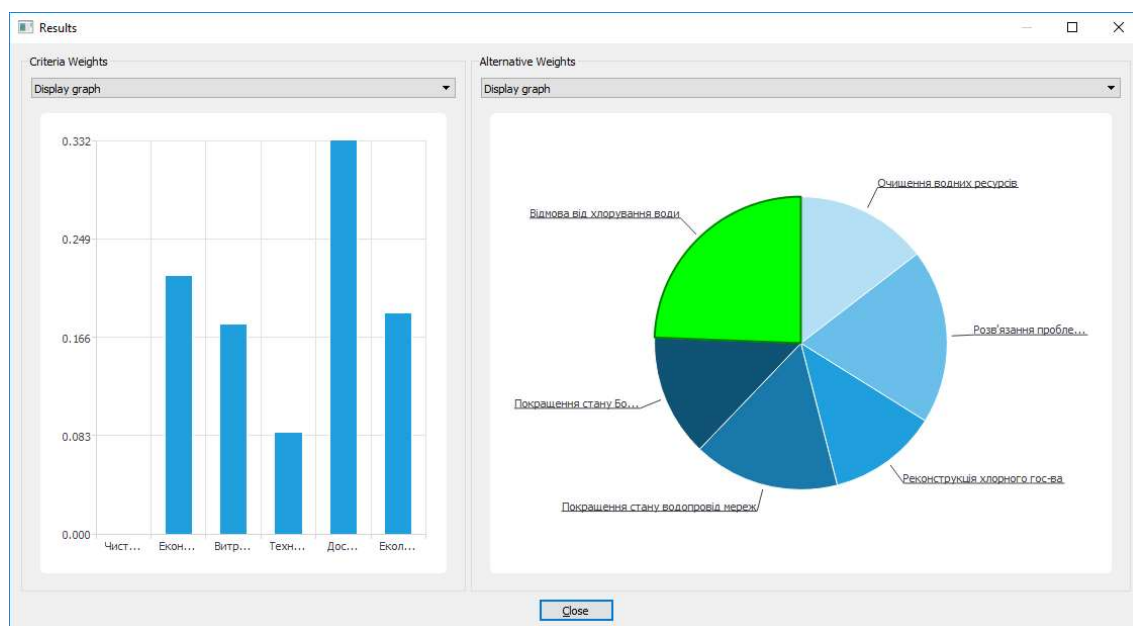 Results
Criteria Weights
Display graph
0.332
0.249
0.166
0.083
0.000
Чист...
Екон...
Витр...
Техн...
Дос...
Екол...
Alternative Weights
Display graph
Очищення водних ресурсів
Відмова від хлорування води
Розв'язання пробле...
Покращення стану Бо...
Реконструкція хлорного гос-ва
Покращення стану водопровід мереж
Close